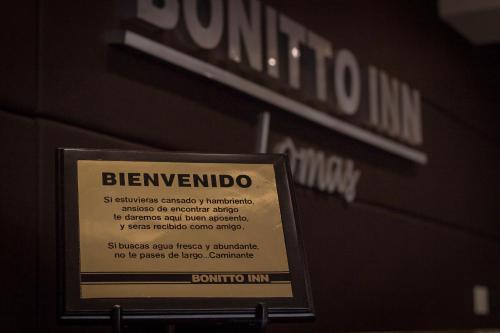 BONITTO INN
Lomas
BIENVENIDO
Si estuvieras cansado y hambriento,
ansioso de encontrar abrigo
te daremos aquí buen aposento,
y seras recibido como amigo.
Si buscas agua fresca y abundante,
no te pases de largo...Caminante
BONITTO INN